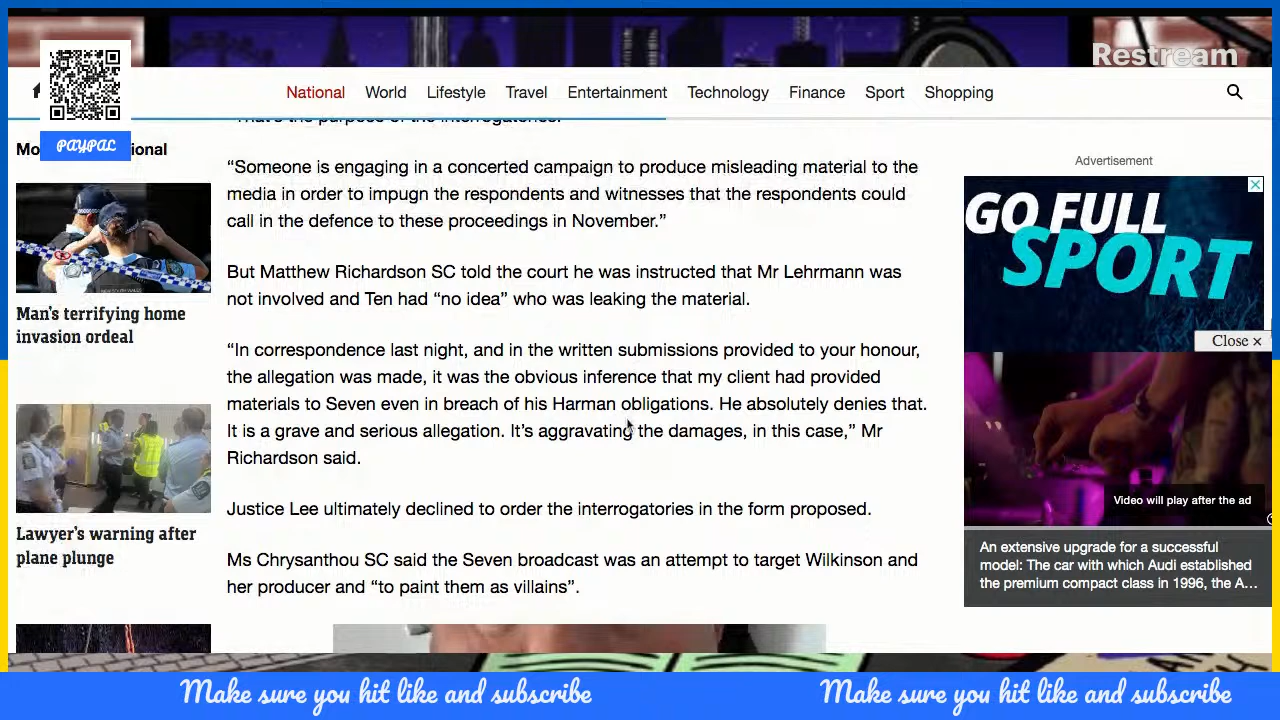 Restream
National World Lifestyle Travel Entertainment Technology Finance Sport Shopping
PAYPAL
That's the purpose of the interrogatories.
“Someone is engaging in a concerted campaign to produce misleading material to the
media in order to impugn the respondents and witnesses that the respondents could
call in the defence to these proceedings in November.”
But Matthew Richardson SC told the court he was instructed that Mr Lehrmann was
not involved and Ten had “no idea” who was leaking the material.
“In correspondence last night, and in the written submissions provided to your honour,
the allegation was made, it was the obvious inference that my client had provided
materials to Seven even in breach of his Harman obligations. He absolutely denies that.
It is a grave and serious allegation. It’s aggravating the damages, in this case,” Mr
Richardson said.
Justice Lee ultimately declined to order the interrogatories in the form proposed.
Ms Chrysanthou SC said the Seven broadcast was an attempt to target Wilkinson and
her producer and “to paint them as villains”.
Man's terrifying home
invasion ordeal
Lawyer's warning after
plane plunge
Advertisement
GO FULL
SPORT
Close ×
Video will play after the ad
An extensive upgrade for a successful
model: The car with which Audi established
the premium compact class in 1996, the A...
Make sure you hit like and subscribe
Make sure you hit like and subscribe